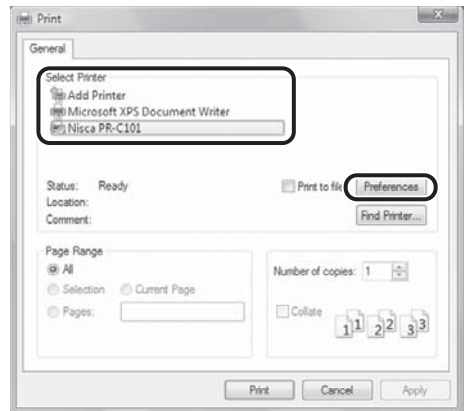 Print
General
Select Printer
Add Printer
Microsoft XPS Document Writer
Nisca PR-C101
Status: Ready
Print to file
Preferences
Location:
Comment:
Find Printer...
Page Range
All
Selection
Current Page
Pages:
Number of copies: 1
Collate
1 1 2 2 3 3
Print
Cancel
Apply